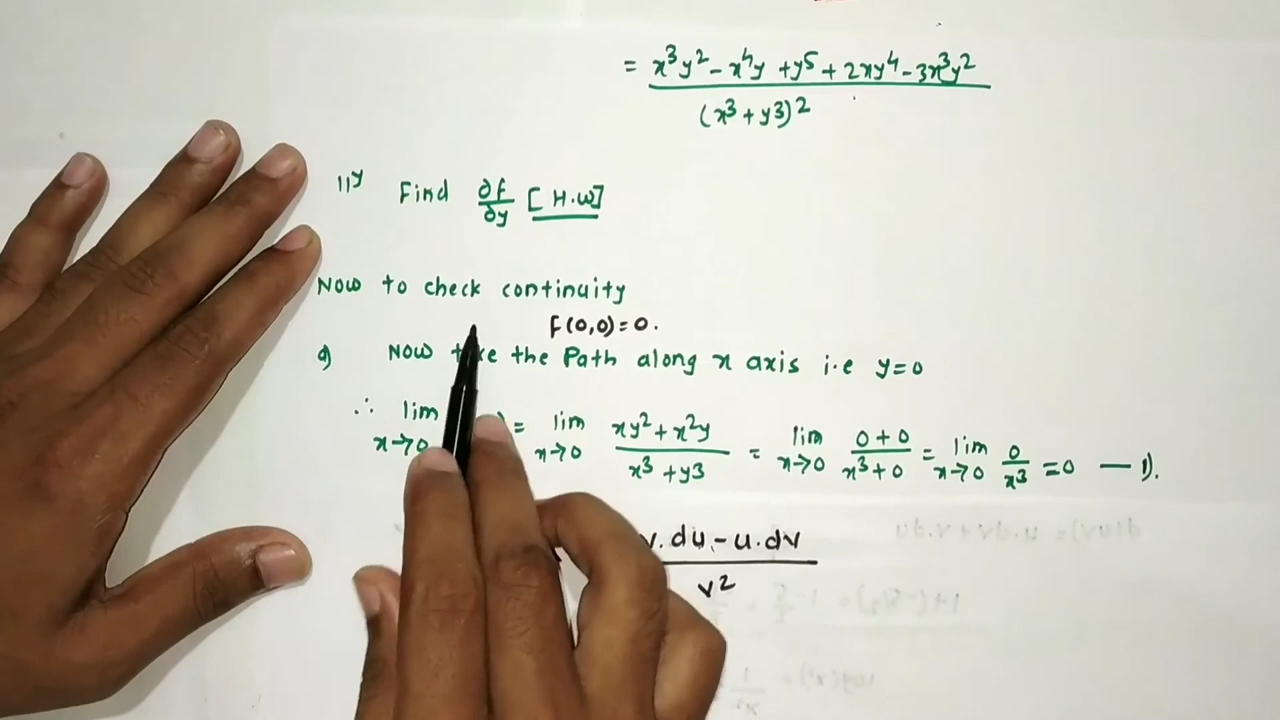 = x³y² - x⁴y + y⁵ + 2xy⁴ - 3x³y²
(x³ + y3)²
111y Find ∂f/∂y [H.W]
Now to check continuity
f(0,0) = 0.
a) Now the Path along x axis i.e y=0
∴ lim x→0 = lim x→0 xy² + x²y / x³ + y3 = lim x→0 0+0 / x³+0 = lim x→0 0/x³ = 0 — 1).
v.du - u.dv
v²